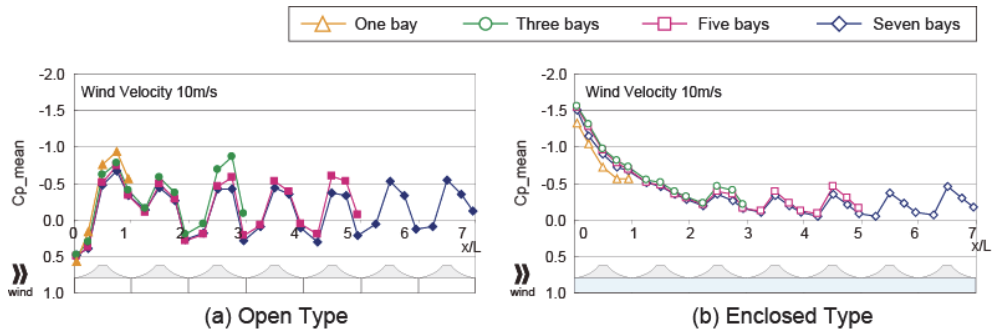 One bay Three bays Five bays Seven bays
-2.0
Wind Velocity 10m/s
-1.5
-1.0
-0.5
0.0
0.5
1.0
Cp_mean
0 1 2 3 4 5 6 7
x/L
wind
(a) Open Type
-2.0
Wind Velocity 10m/s
-1.5
-1.0
-0.5
0.0
0.5
1.0
Cp_mean
0 1 2 3 4 5 6 7
x/L
wind
(b) Enclosed Type